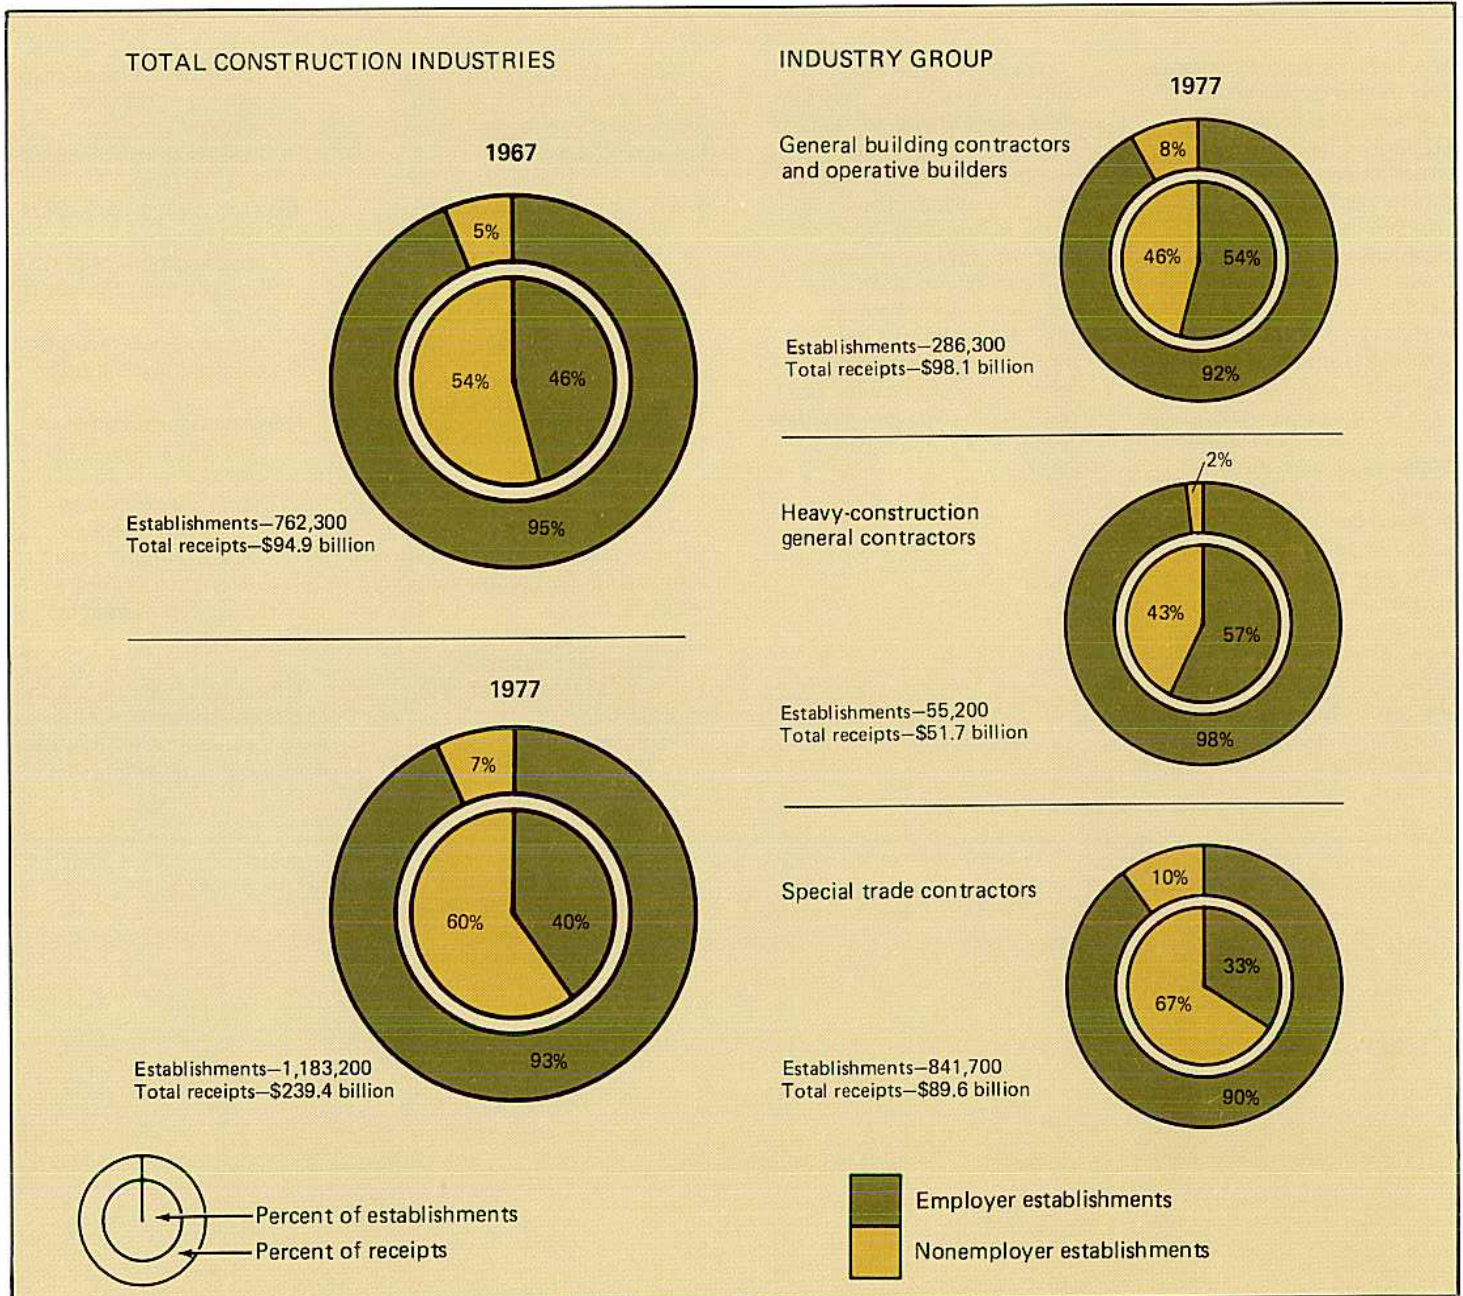 TOTAL CONSTRUCTION INDUSTRIES
1967
5%
54%
46%
95%
Establishments—762,300
Total receipts—$94.9 billion
1977
7%
60%
40%
93%
Establishments—1,183,200
Total receipts—$239.4 billion
INDUSTRY GROUP
1977
General building contractors
and operative builders
8%
46%
54%
92%
Establishments—286,300
Total receipts—$98.1 billion
Heavy-construction
general contractors
2%
43%
57%
98%
Establishments—55,200
Total receipts—$51.7 billion
Special trade contractors
10%
33%
67%
90%
Establishments—841,700
Total receipts—$89.6 billion
Percent of establishments
Percent of receipts
Employer establishments
Nonemployer establishments